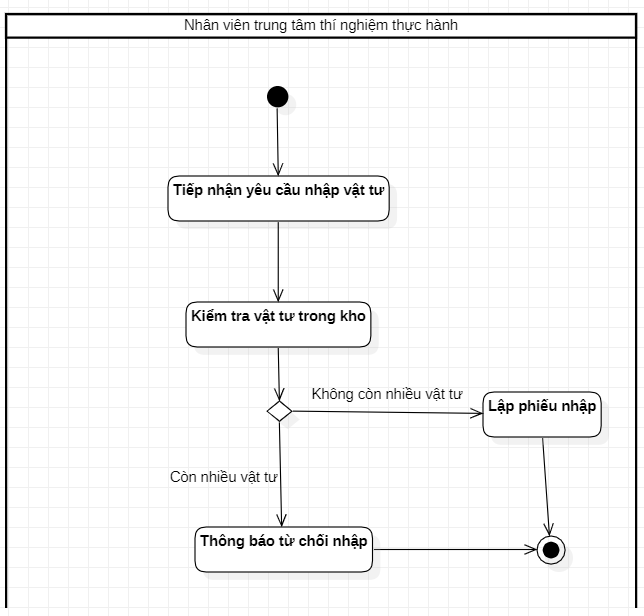 Nhân viên trung tâm thí nghiệm thực hành
Tiếp nhận yêu cầu nhập vật tư
Kiểm tra vật tư trong kho
Không còn nhiều vật tư
Lập phiếu nhập
Còn nhiều vật tư
Thông báo từ chối nhập